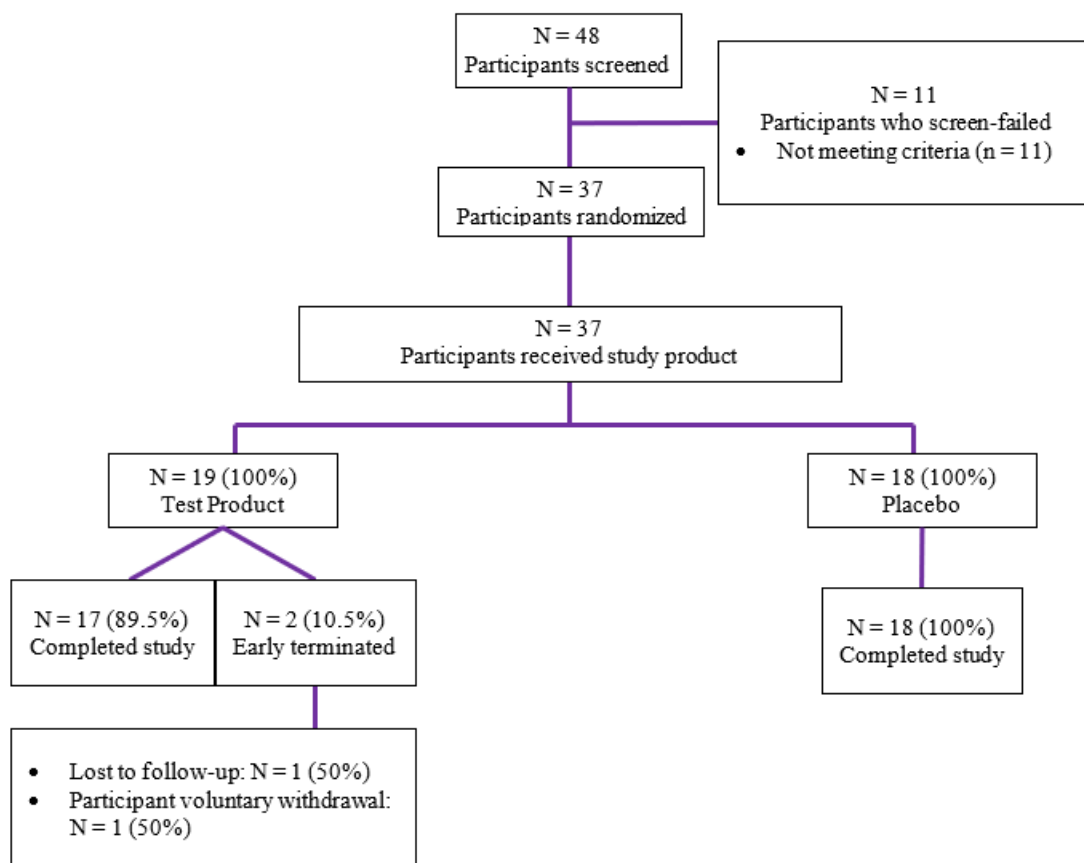 N = 48
Participants screened
N = 11
Participants who screen-failed
• Not meeting criteria (n = 11)
N = 37
Participants randomized
N = 37
Participants received study product
N = 19 (100%)
Test Product
N = 18 (100%)
Placebo
N = 17 (89.5%)
Completed study
N = 2 (10.5%)
Early terminated
N = 18 (100%)
Completed study
• Lost to follow-up: N = 1 (50%)
• Participant voluntary withdrawal:
N = 1 (50%)